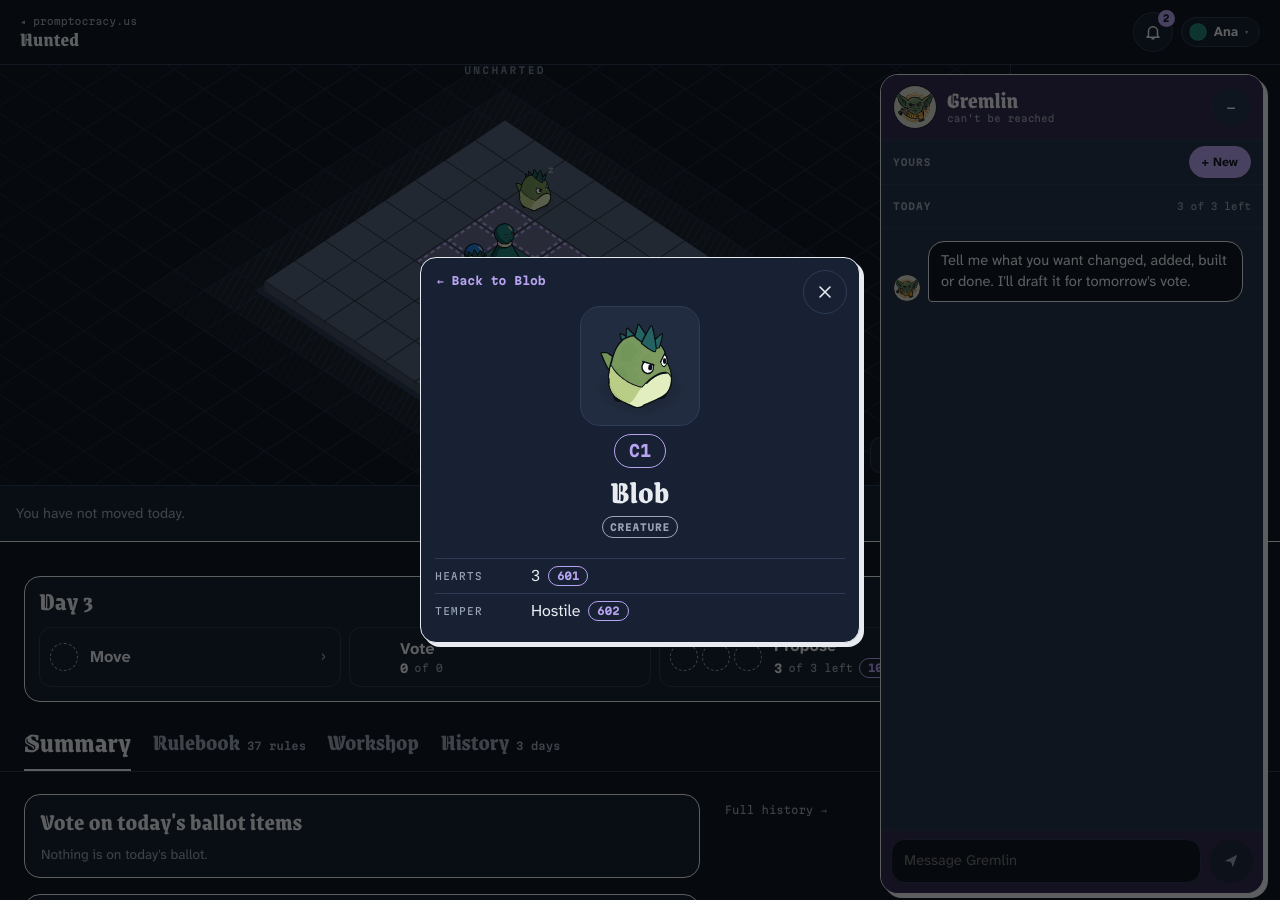 ◂ promptocracy.us
Hunted
2
Ana
UNCHARTED
z
Gremlin
can't be reached
–
YOURS
+ New
TODAY
3 of 3 left
Tell me what you want changed, added, built
or done. I'll draft it for tomorrow's vote.
← Back to Blob
C1
Blob
CREATURE
HEARTS
3 601
TEMPER
Hostile 602
You have not moved today.
Day 3
Move ›
Vote
0 of 0
Propose
3 of 3 left
Summary
Rulebook 37 rules
Workshop
History 3 days
Vote on today's ballot items
Nothing is on today's ballot.
Full history →
Message Gremlin